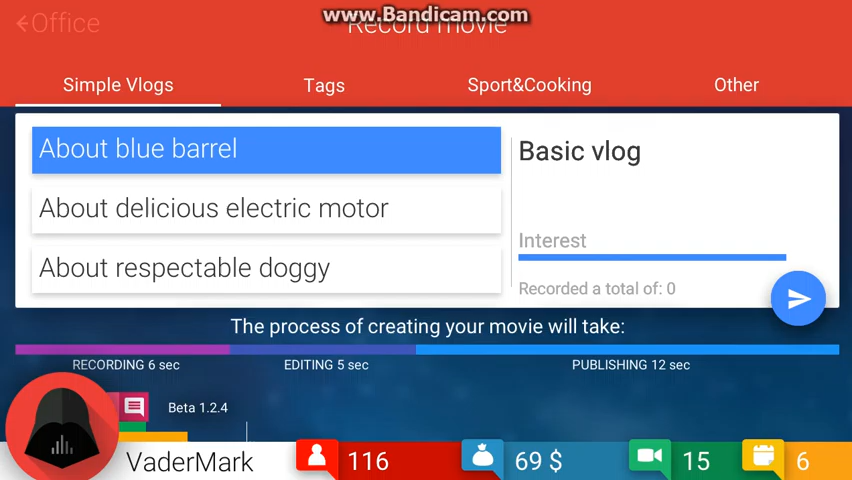 www.Bandicam.com
Office
Record movie
Simple Vlogs
Tags
Sport&Cooking
Other
About blue barrel
About delicious electric motor
About respectable doggy
Basic vlog
Interest
Recorded a total of: 0
The process of creating your movie will take:
RECORDING 6 sec
EDITING 5 sec
PUBLISHING 12 sec
Beta 1.2.4
VaderMark
116
69 $
15
6